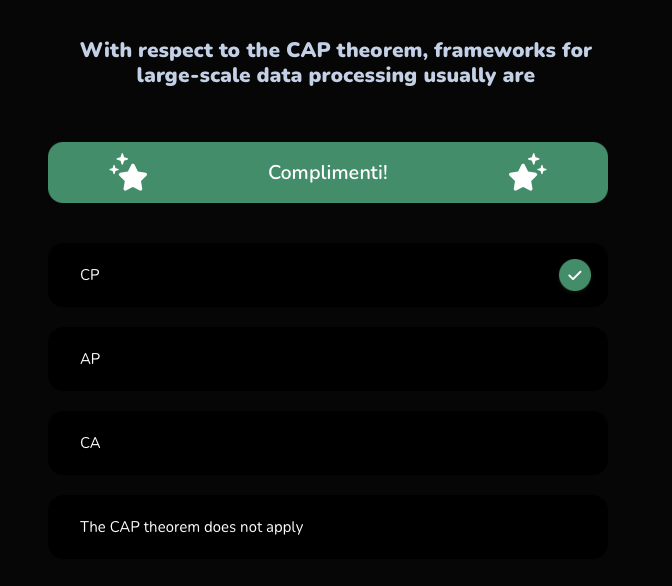 With respect to the CAP theorem, frameworks for
large-scale data processing usually are
Complimenti!
CP
AP
CA
The CAP theorem does not apply